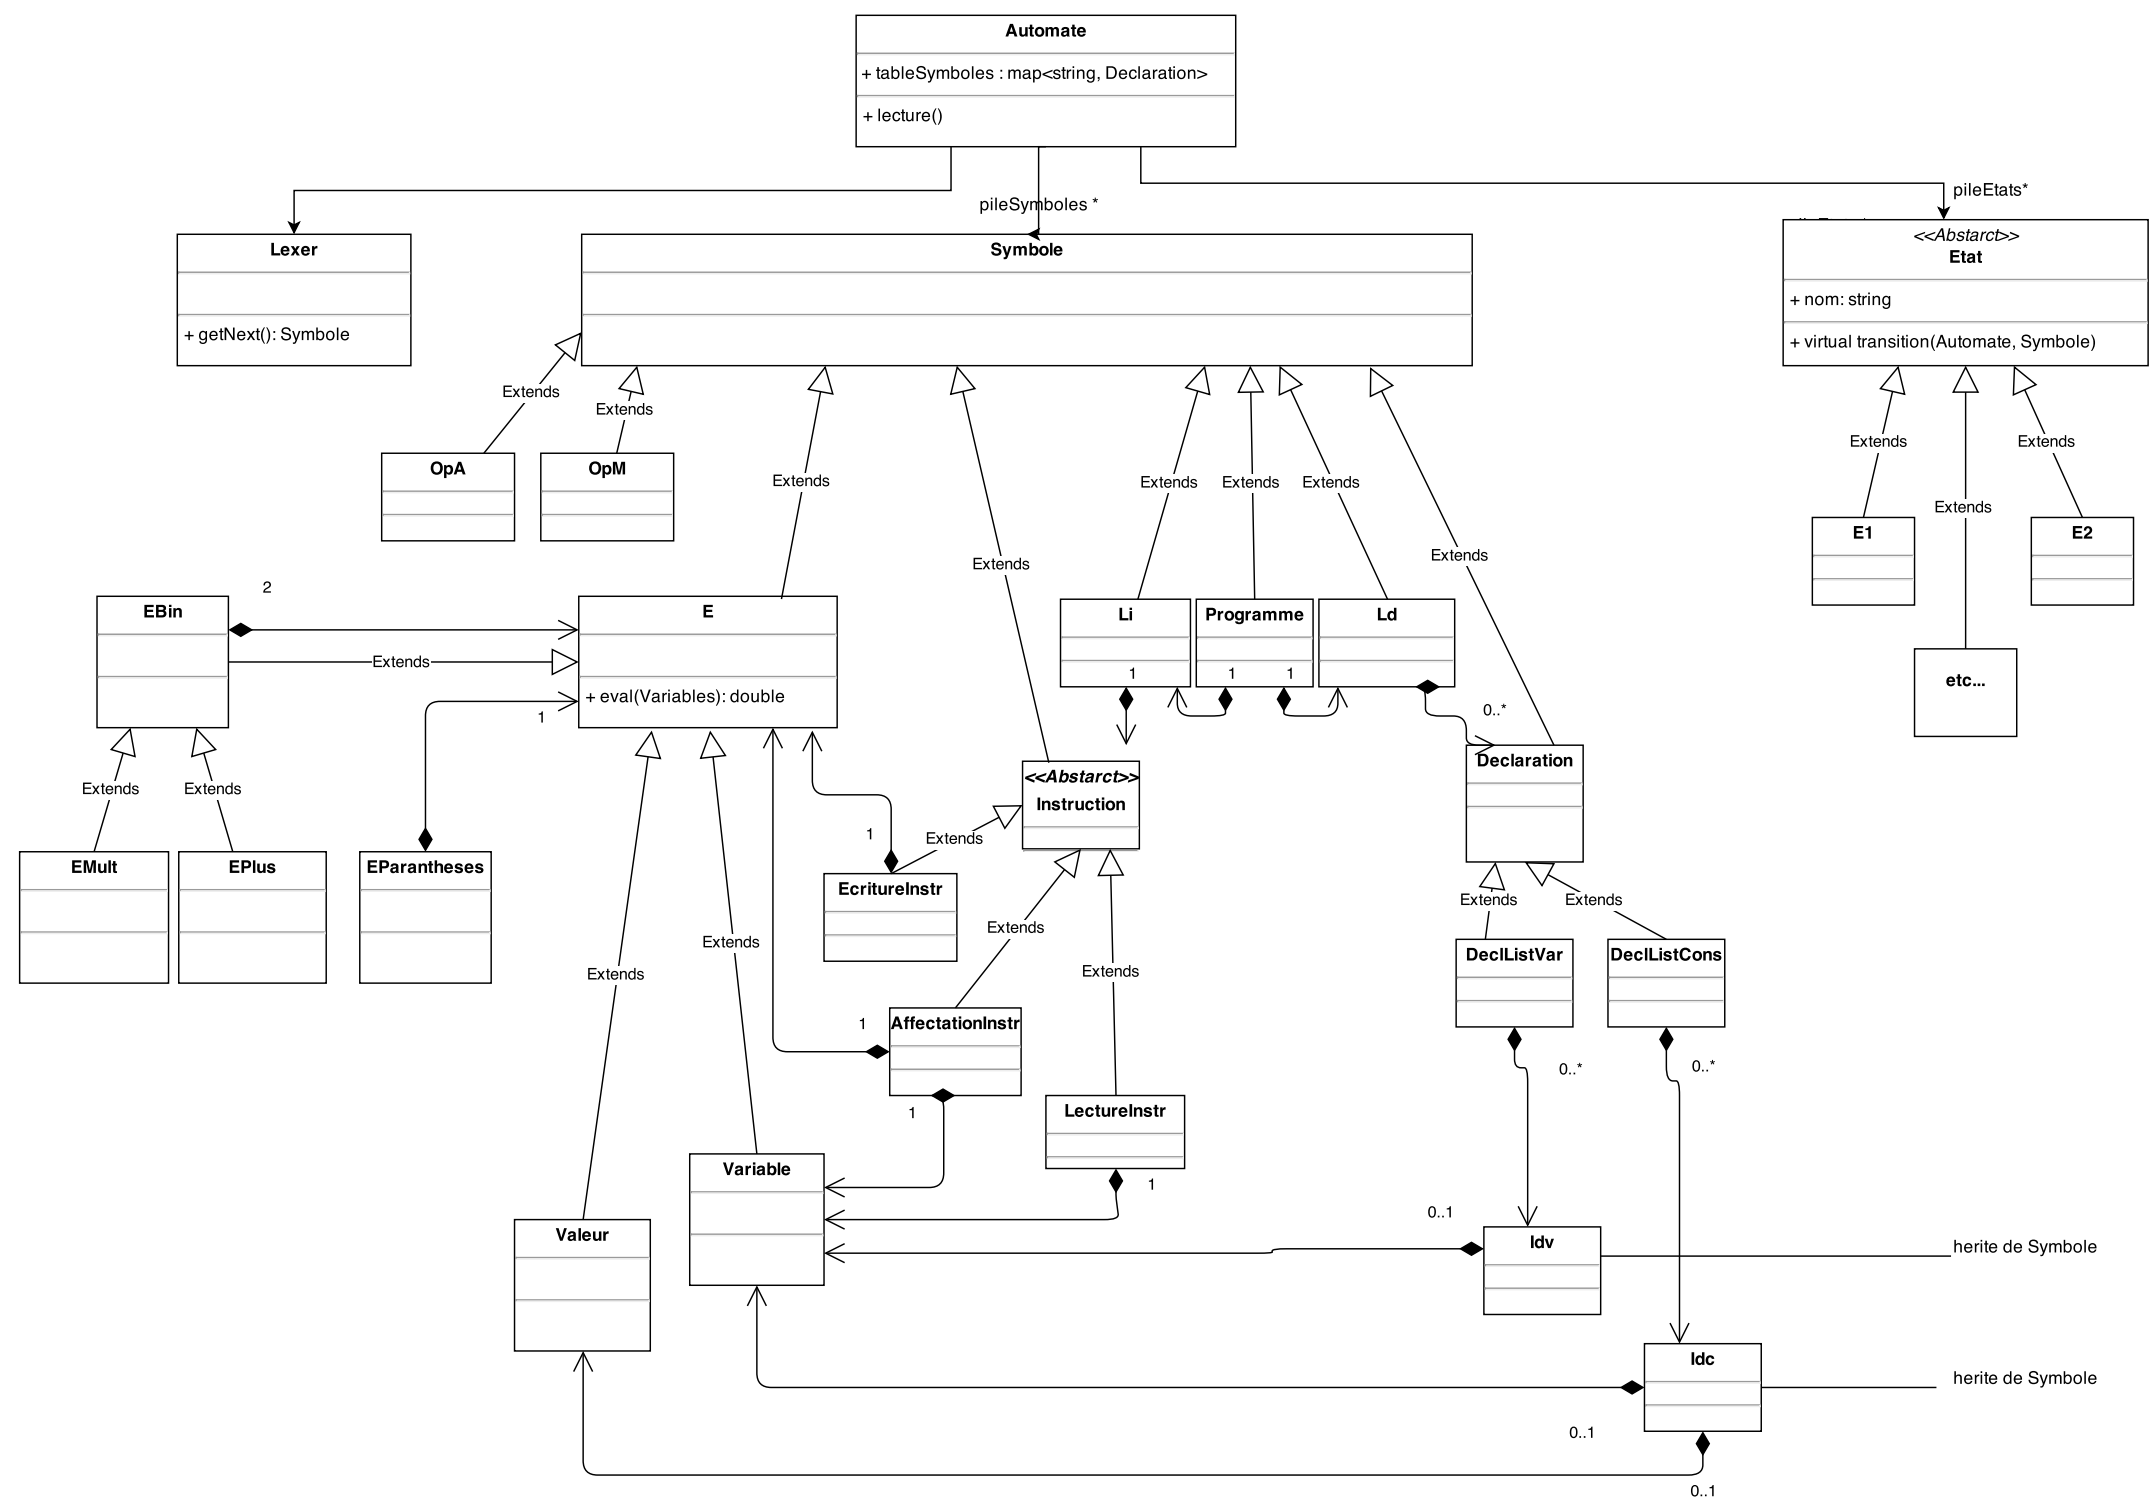 Automate
+ tableSymboles : map<string, Declaration>
+ lecture()
pileSymboles *
pileEtats*
Lexer
+ getNext(): Symbole
Symbole
<<Abstarct>>
Etat
+ nom: string
+ virtual transition(Automate, Symbole)
Extends
Extends
OpA
OpM
Extends
Extends
Extends
Extends
Extends
Extends
Extends
Extends
Extends
Extends
E1
E2
etc...
2
EBin
E
+ eval(Variables): double
Extends
1
Li
1
Programme
1
1
Ld
0..*
Declaration
<<Abstarct>>
Instruction
Extends
Extends
EMult
EPlus
EParantheses
1
Extends
EcritureInstr
Extends
Extends
DeclListVar
DeclListCons
Extends
Extends
Extends
Extends
1
AffectationInstr
1
0..*
0..*
LectureInstr
1
Variable
Valeur
0..1
Idv
herite de Symbole
Idc
herite de Symbole
0..1
0..1